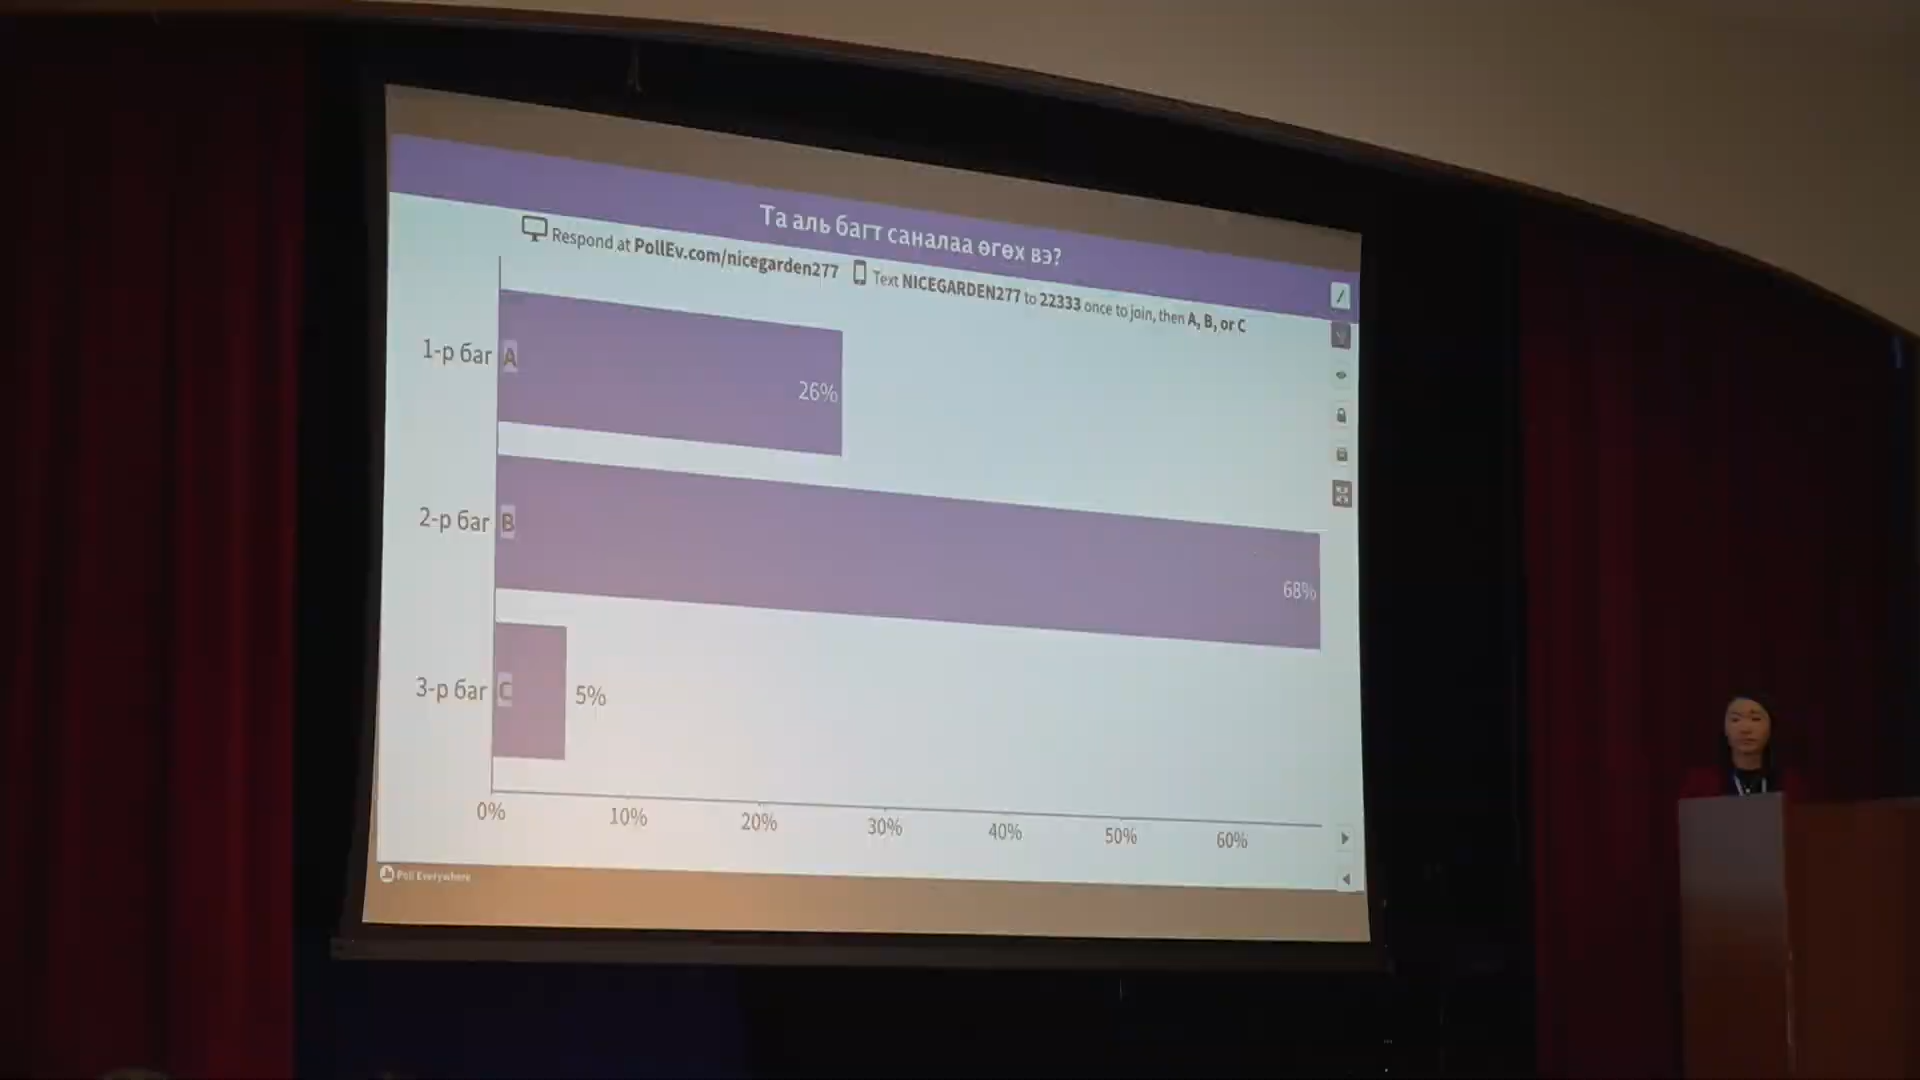 Та аль багт саналаа өгөх вэ?
Respond at PollEv.com/nicegarden277 Text NICEGARDEN277 to 22333 once to join, then A, B, or C
1-р баг A 26%
2-р баг B 68%
3-р баг C 5%
0% 10% 20% 30% 40% 50% 60%
Poll Everywhere